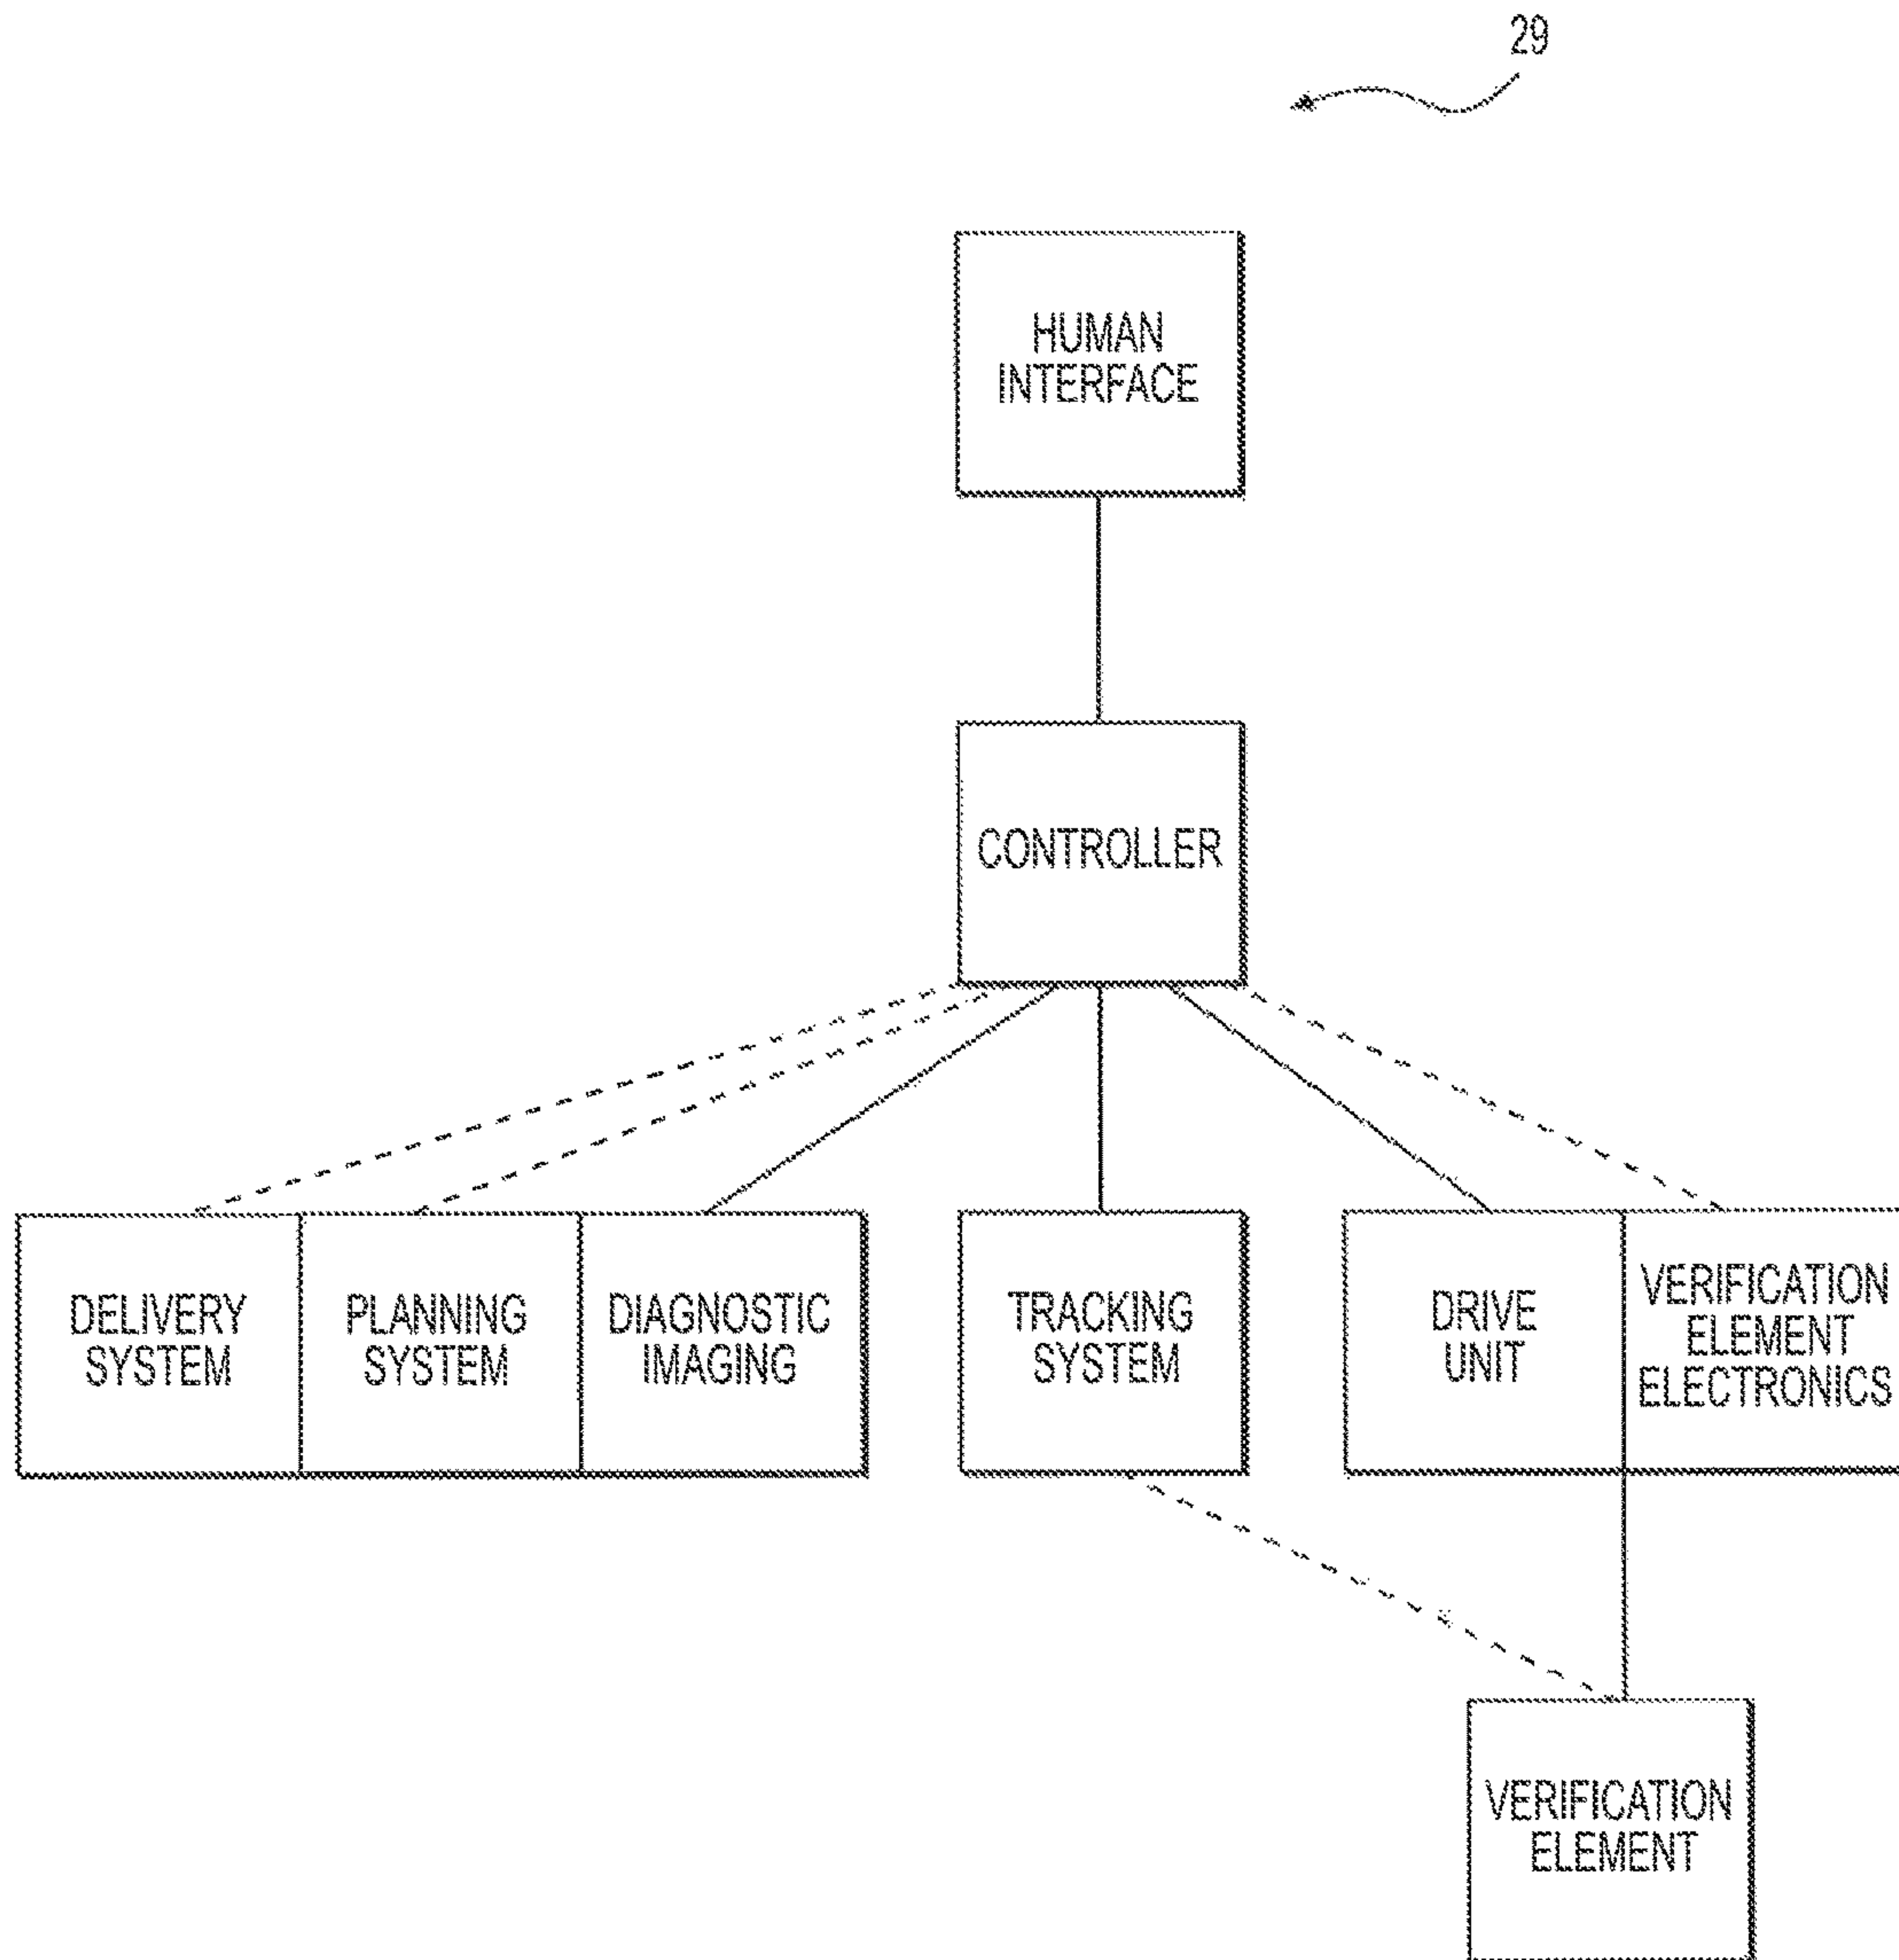 29
HUMAN
INTERFACE
CONTROLLER
DELIVERY
SYSTEM
PLANNING
SYSTEM
DIAGNOSTIC
IMAGING
TRACKING
SYSTEM
DRIVE
UNIT
VERIFICATION
ELEMENT
ELECTRONICS
VERIFICATION
ELEMENT